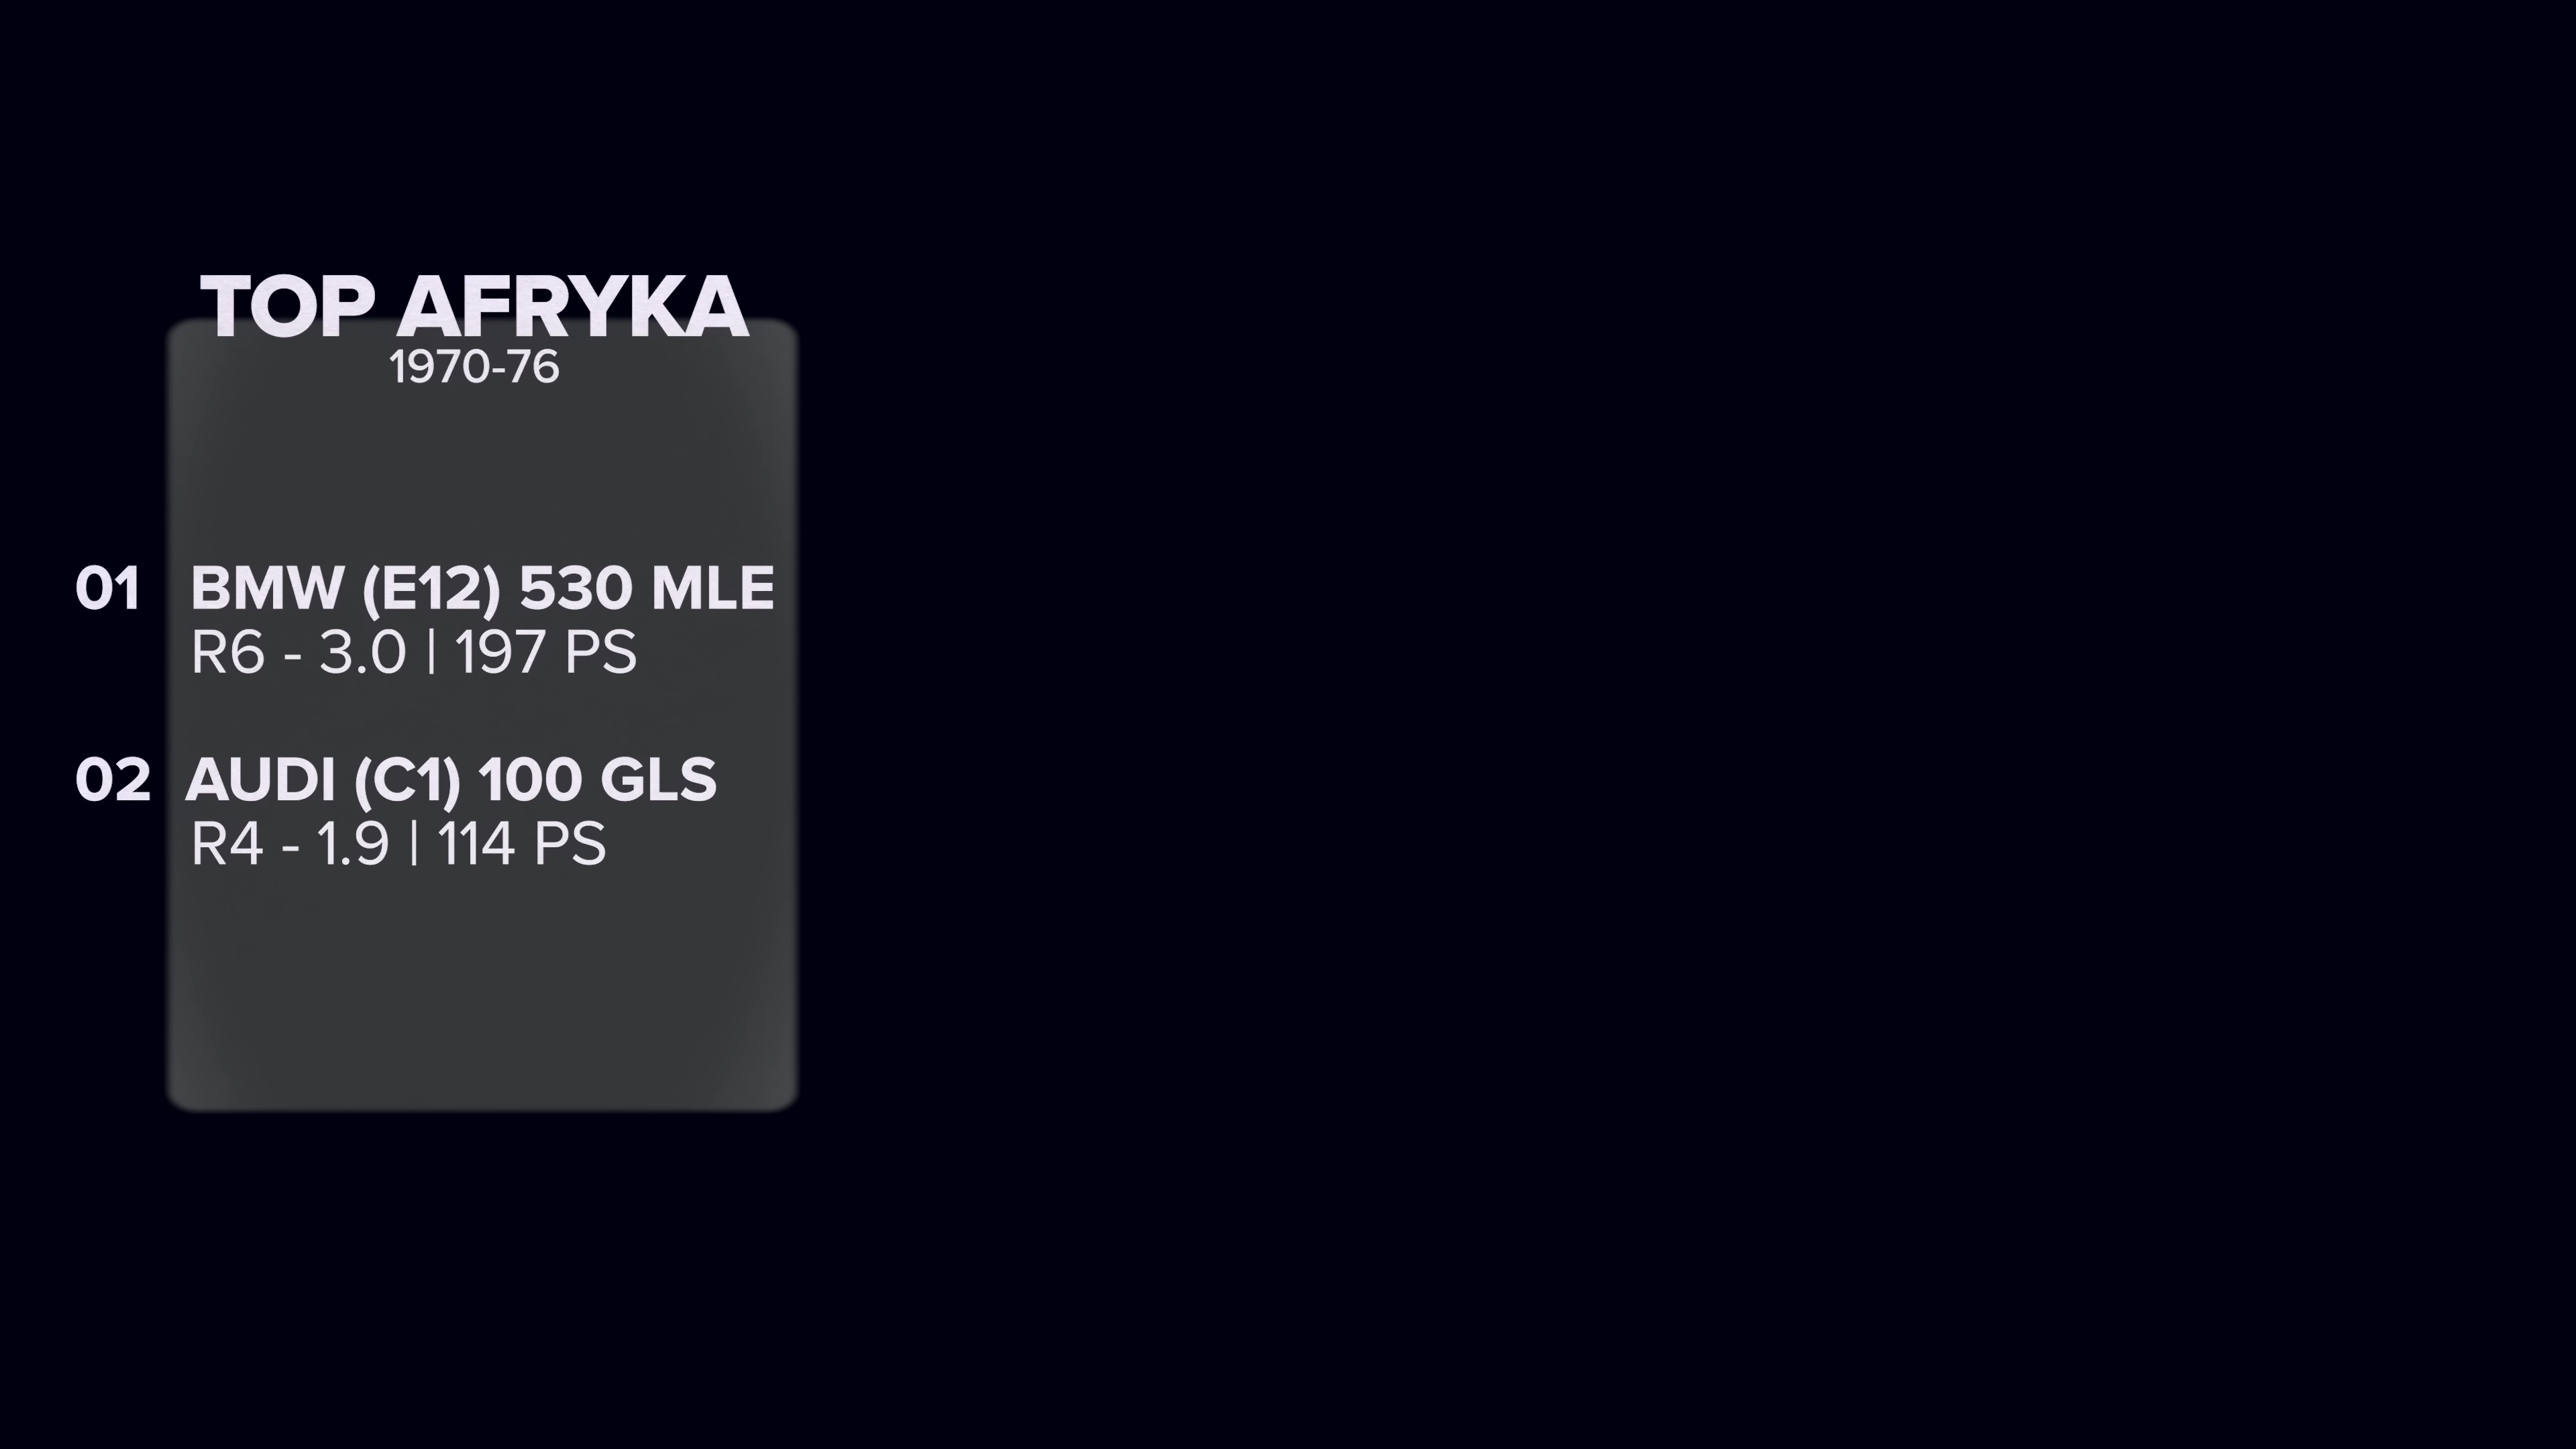 TOP AFRYKA
1970-76
01 BMW (E12) 530 MLE
R6 - 3.0 | 197 PS
02 AUDI (C1) 100 GLS
R4 - 1.9 | 114 PS